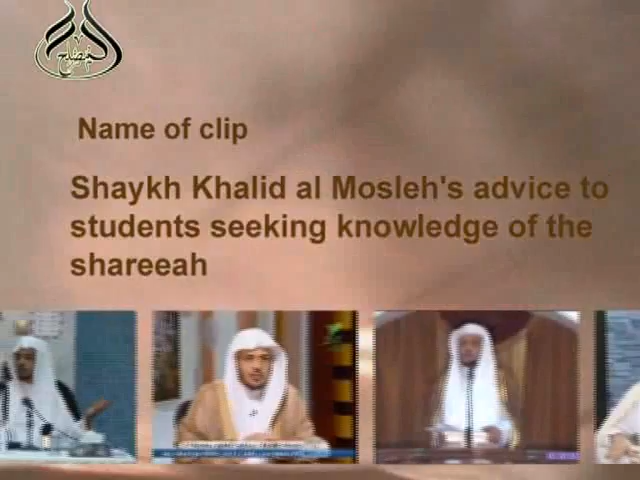 Name of clip
Shaykh Khalid al Mosleh's advice to
students seeking knowledge of the
shareeah